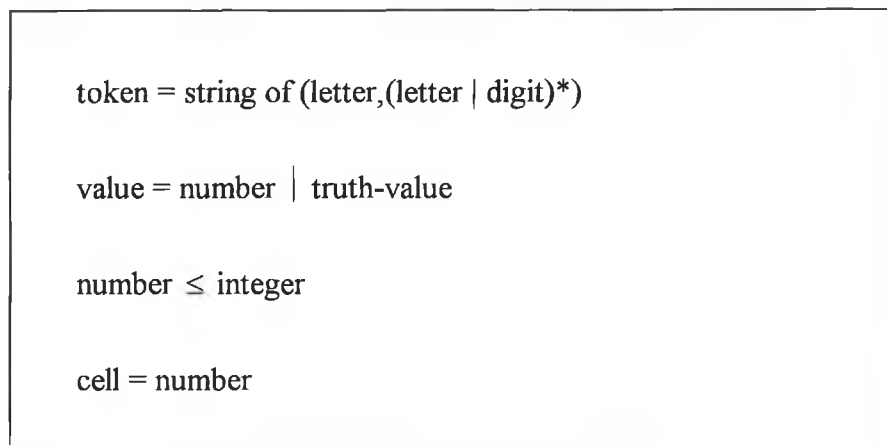 token = string of (letter,(letter | digit)*)
value = number | truth-value
number ≤ integer
cell = number